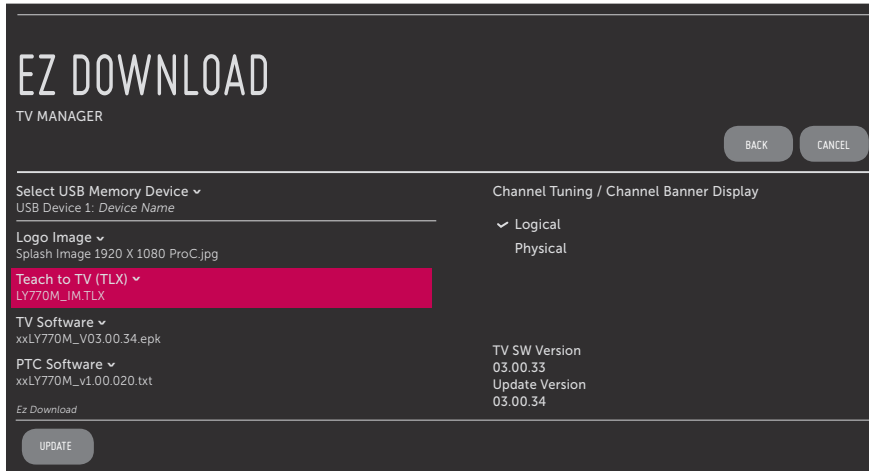 EZ DOWNLOAD
TV MANAGER
BACK
CANCEL
Select USB Memory Device
USB Device 1: Device Name
Logo Image
Splash Image 1920 X 1080 ProC.jpg
Teach to TV (TLX)
LY770M_IM.TLX
TV Software
xxLY770M_V03.00.34.epk
PTC Software
xxLY770M_v1.00.020.txt
Ez Download
Channel Tuning / Channel Banner Display
Logical
Physical
TV SW Version
03.00.33
Update Version
03.00.34
UPDATE